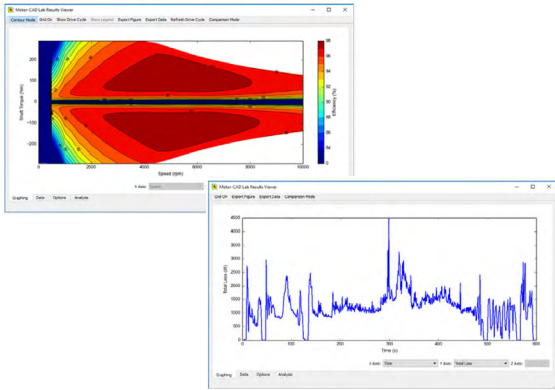 Motor-CAD Lab Results Viewer
Contour Mode Grid On Show Drive Cycle Show Legend Export Figure Export Data Refresh Drive Cycle Comparison Mode
98
96
94
92
90
88
86
84
82
0
Efficiency (%)
Shaft Torque (Nm)
200
100
0
-100
-200
0 2000 4000 6000 8000 10000
Speed (rpm)
X Axis: Speed
Graphing Data Options Analysis
Motor-CAD Lab Results Viewer
Grid On Export Figure Export Data Comparison Mode
Total Loss (W)
4500
4000
3500
3000
2500
2000
1500
1000
500
0
0 100 200 300 400 500 600
Time (s)
X Axis: Time Y Axis: Total Loss Z Axis:
Graphing Data Options Analysis